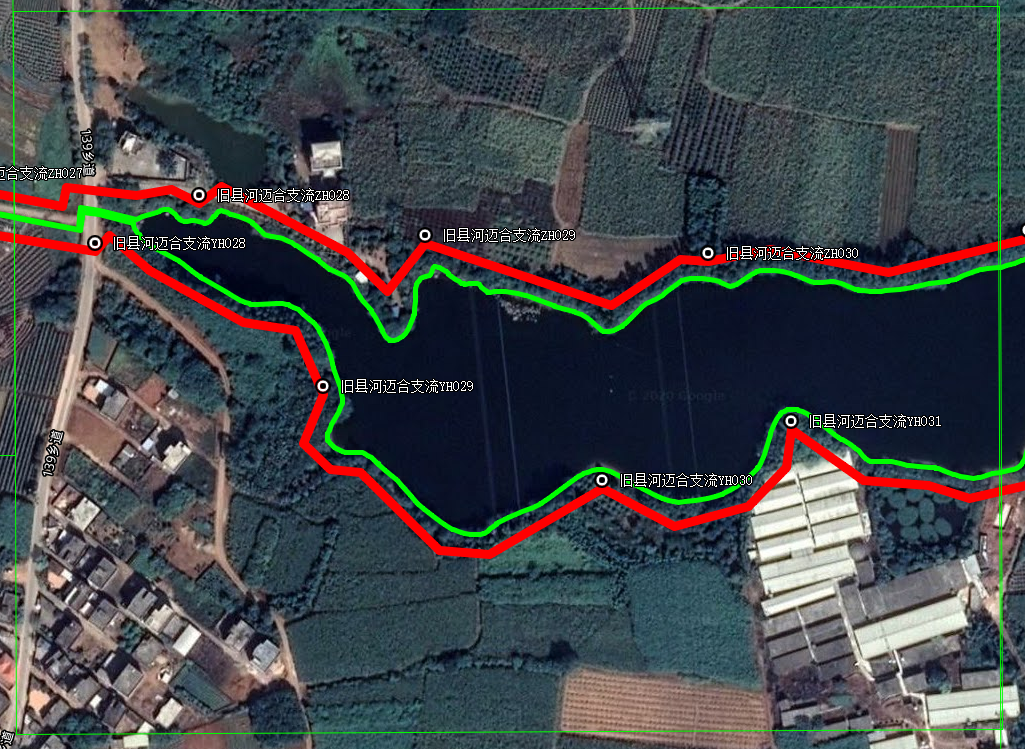 139乡道
迈合支流ZH027
旧县河迈合支流ZH028
旧县河迈合支流ZH029
旧县河迈合支流YH028
旧县河迈合支流ZH030
旧县河迈合支流YH029
© 2020 Google
旧县河迈合支流YH031
139乡道
旧县河迈合支流YH030
道